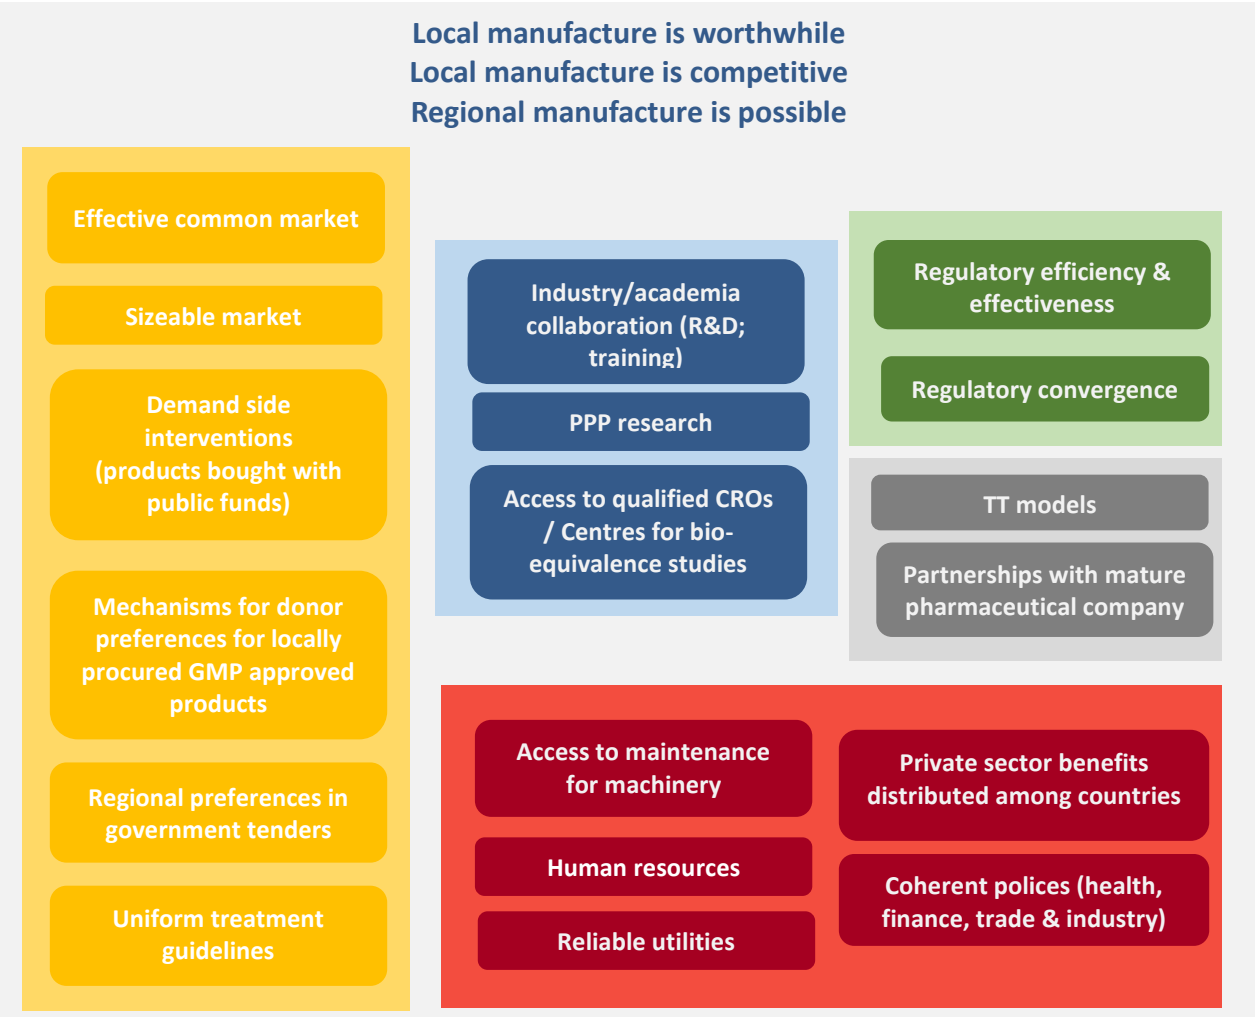 Local manufacture is worthwhile
Local manufacture is competitive
Regional manufacture is possible
Effective common market
Sizeable market
Demand side
interventions
(products bought with
public funds)
Mechanisms for donor
preferences for locally
procured GMP approved
products
Regional preferences in
government tenders
Uniform treatment
guidelines
Industry/academia
collaboration (R&D;
training)
PPP research
Access to qualified CROs
/ Centres for bio-
equivalence studies
Regulatory efficiency &
effectiveness
Regulatory convergence
TT models
Partnerships with mature
pharmaceutical company
Access to maintenance
for machinery
Human resources
Reliable utilities
Private sector benefits
distributed among countries
Coherent polices (health,
finance, trade & industry)